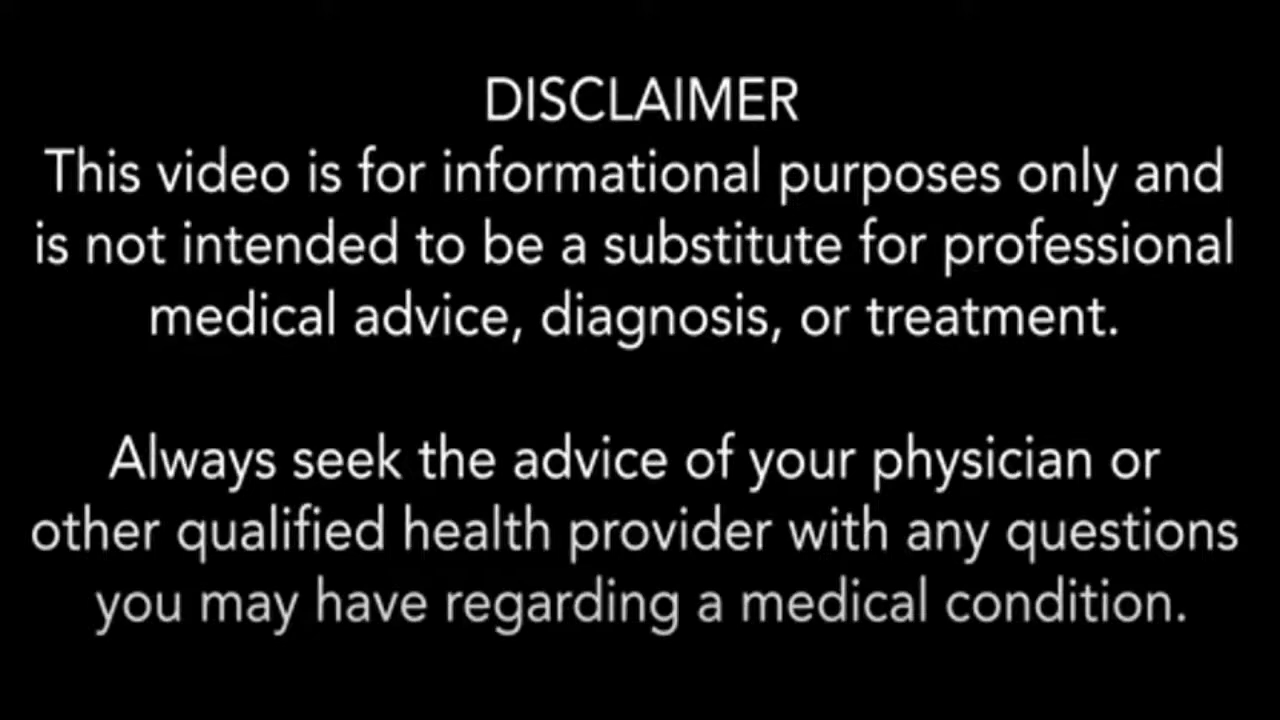 DISCLAIMER
This video is for informational purposes only and
is not intended to be a substitute for professional
medical advice, diagnosis, or treatment.
Always seek the advice of your physician or
other qualified health provider with any questions
you may have regarding a medical condition.